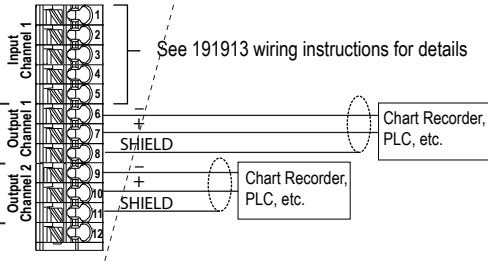 Input
Channel 1
Output
Channel 1
Output
Channel 2
1
2
3
4
5
6
7
8
9
10
11
12
See 191913 wiring instructions for details
−
+
SHIELD
Chart Recorder,
PLC, etc.
−
+
SHIELD
Chart Recorder,
PLC, etc.